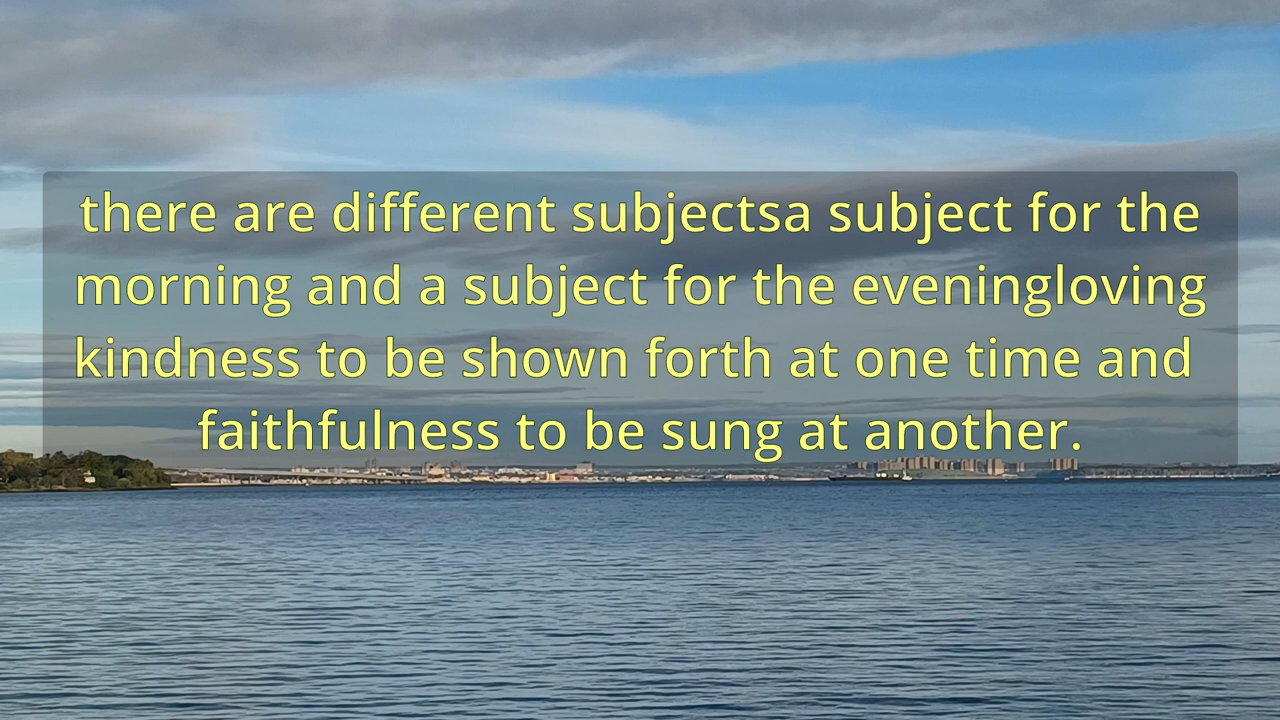 there are different subjectsa subject for the
morning and a subject for the eveningloving
kindness to be shown forth at one time and
faithfulness to be sung at another.